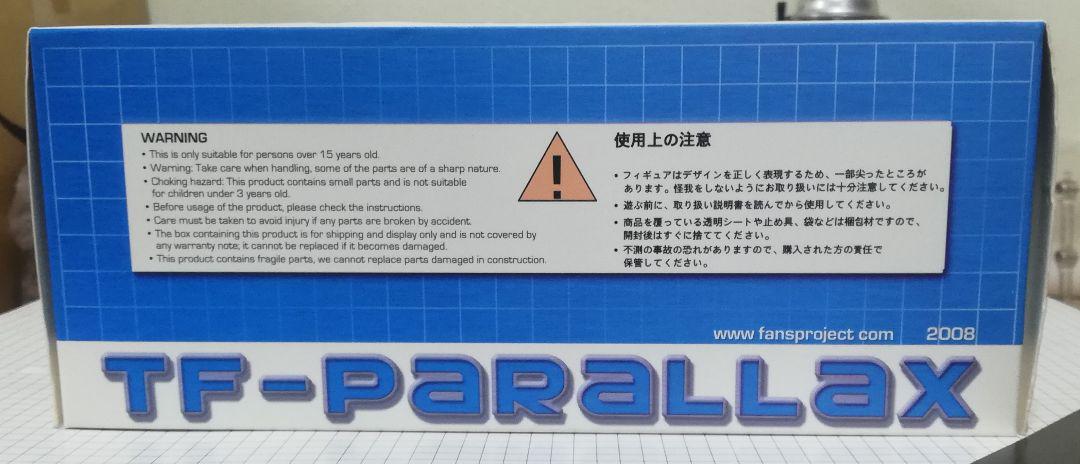 WARNING
• This is only suitable for persons over 15 years old.
• Warning: Take care when handling, some of the parts are of a sharp nature.
• Choking hazard: This product contains small parts and is not suitable
for children under 3 years old.
• Before usage of the product, please check the instructions.
• Care must be taken to avoid injury if any parts are broken by accident.
• The box containing this product is for shipping and display only and is not covered by
any warranty note; it cannot be replaced if it becomes damaged.
• This product contains fragile parts, we cannot replace parts damaged in construction.
!
使用上の注意
• フィギュアはデザインを正しく表現するため、一部尖ったところが
あります。怪我をしないようにお取り扱いには十分注意してください。
• 遊ぶ前に、取り扱い説明書を読んでから使用してください。
• 商品を覆っている透明シートや止め具、袋などは梱包材ですので、
開封後はすぐに捨ててください。
• 不測の事故の恐れがありますので、購入された方の責任で
保管してください。
www.fansproject.com 2008
TF-PARALLAX